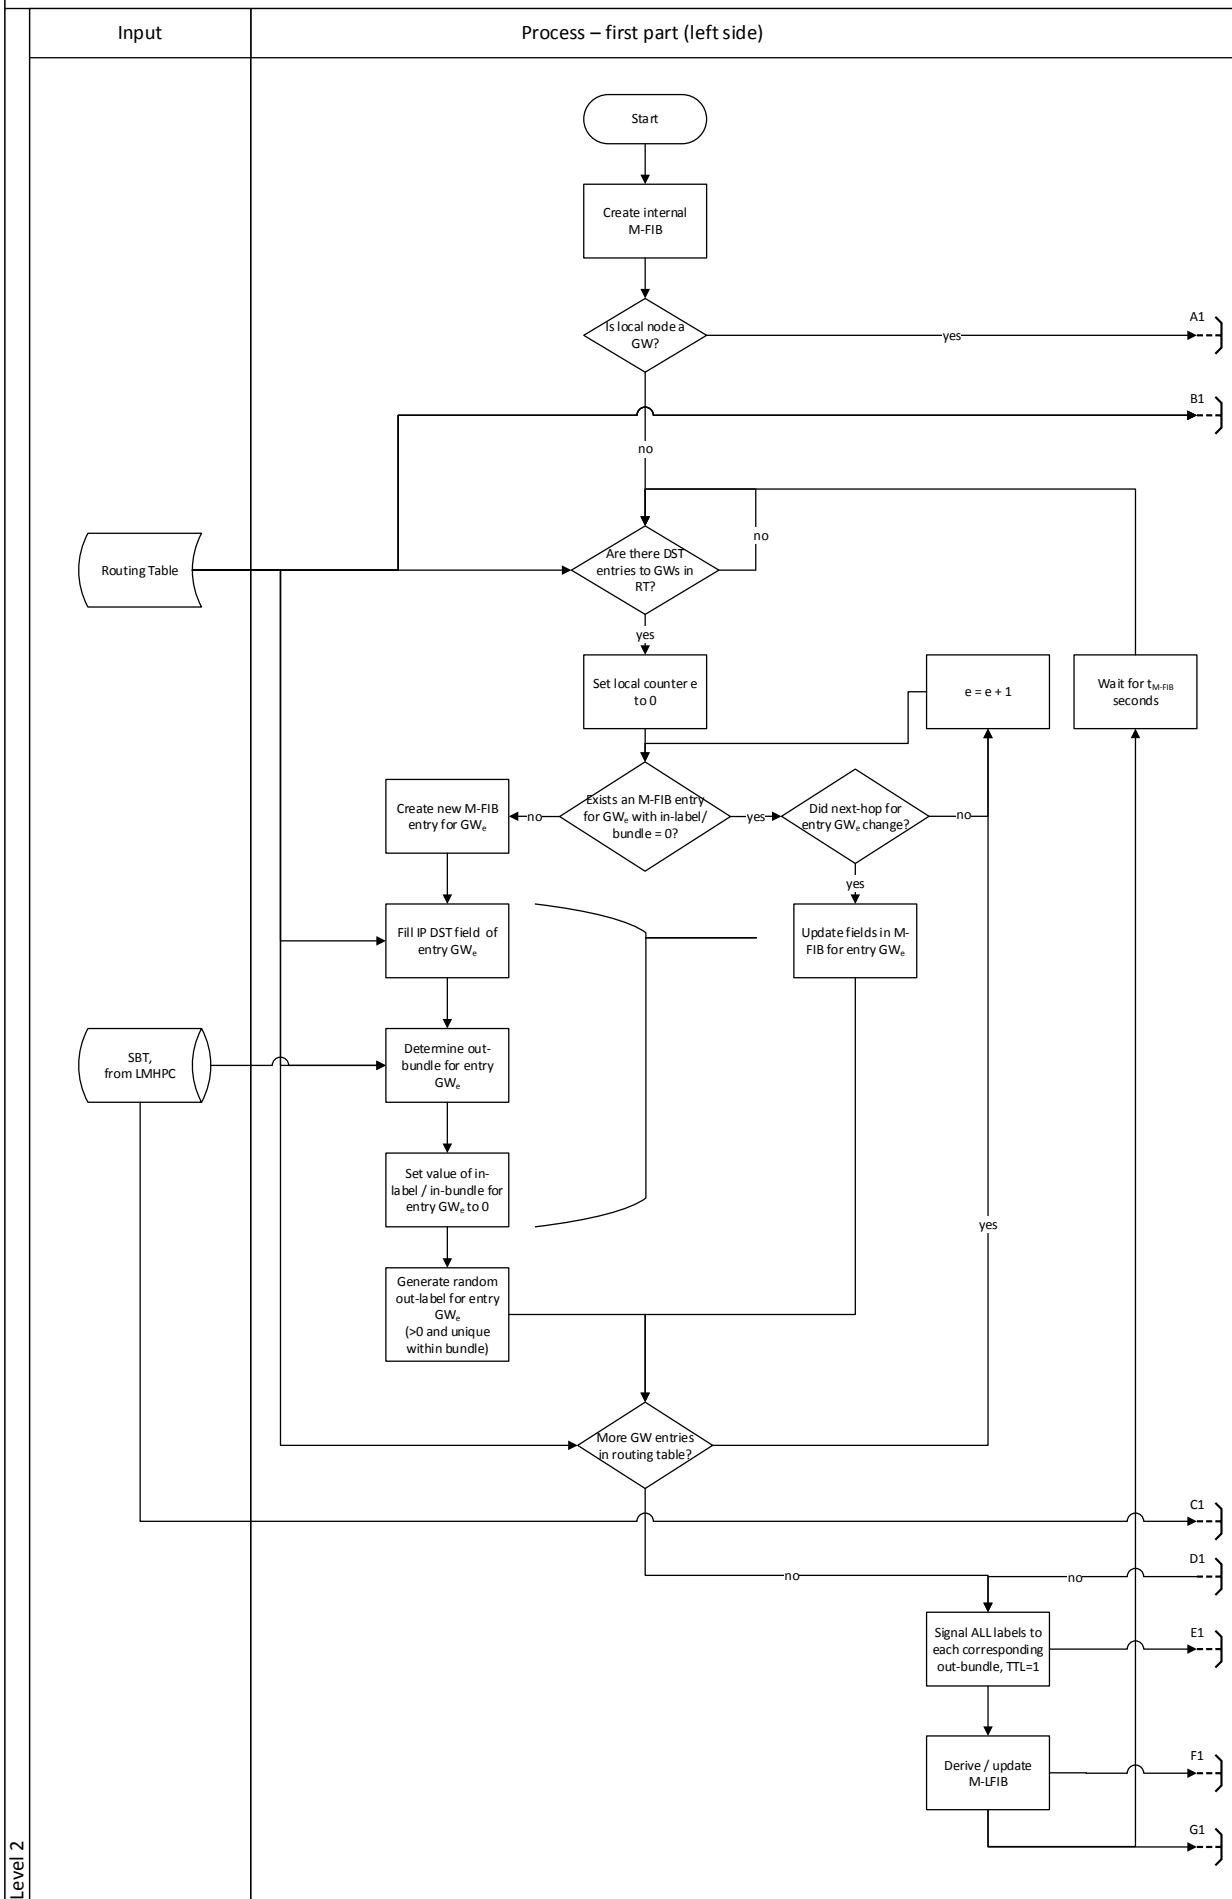 Input
Process – first part (left side)
Start
Create internal
M-FIB
Is local node a
GW?
yes
A1
B1
no
Routing Table
Are there DST
entries to GWs in
RT?
no
yes
Set local counter e
to 0
e = e + 1
Wait for tM-FIB
seconds
Create new M-FIB
entry for GWe
no
Exists an M-FIB entry
for GWe with in-label/
bundle = 0?
yes
Did next-hop for
entry GWe change?
no
yes
Fill IP DST field of
entry GWe
Update fields in M-
FIB for entry GWe
SBT,
from LMHPC
Determine out-
bundle for entry
GWe
Set value of in-
label / in-bundle for
entry GWe to 0
yes
Generate random
out-label for entry
GWe
(>0 and unique
within bundle)
More GW entries
in routing table?
C1
D1
no
no
Signal ALL labels to
each corresponding
out-bundle, TTL=1
E1
Derive / update
M-LFIB
F1
G1
Level 2